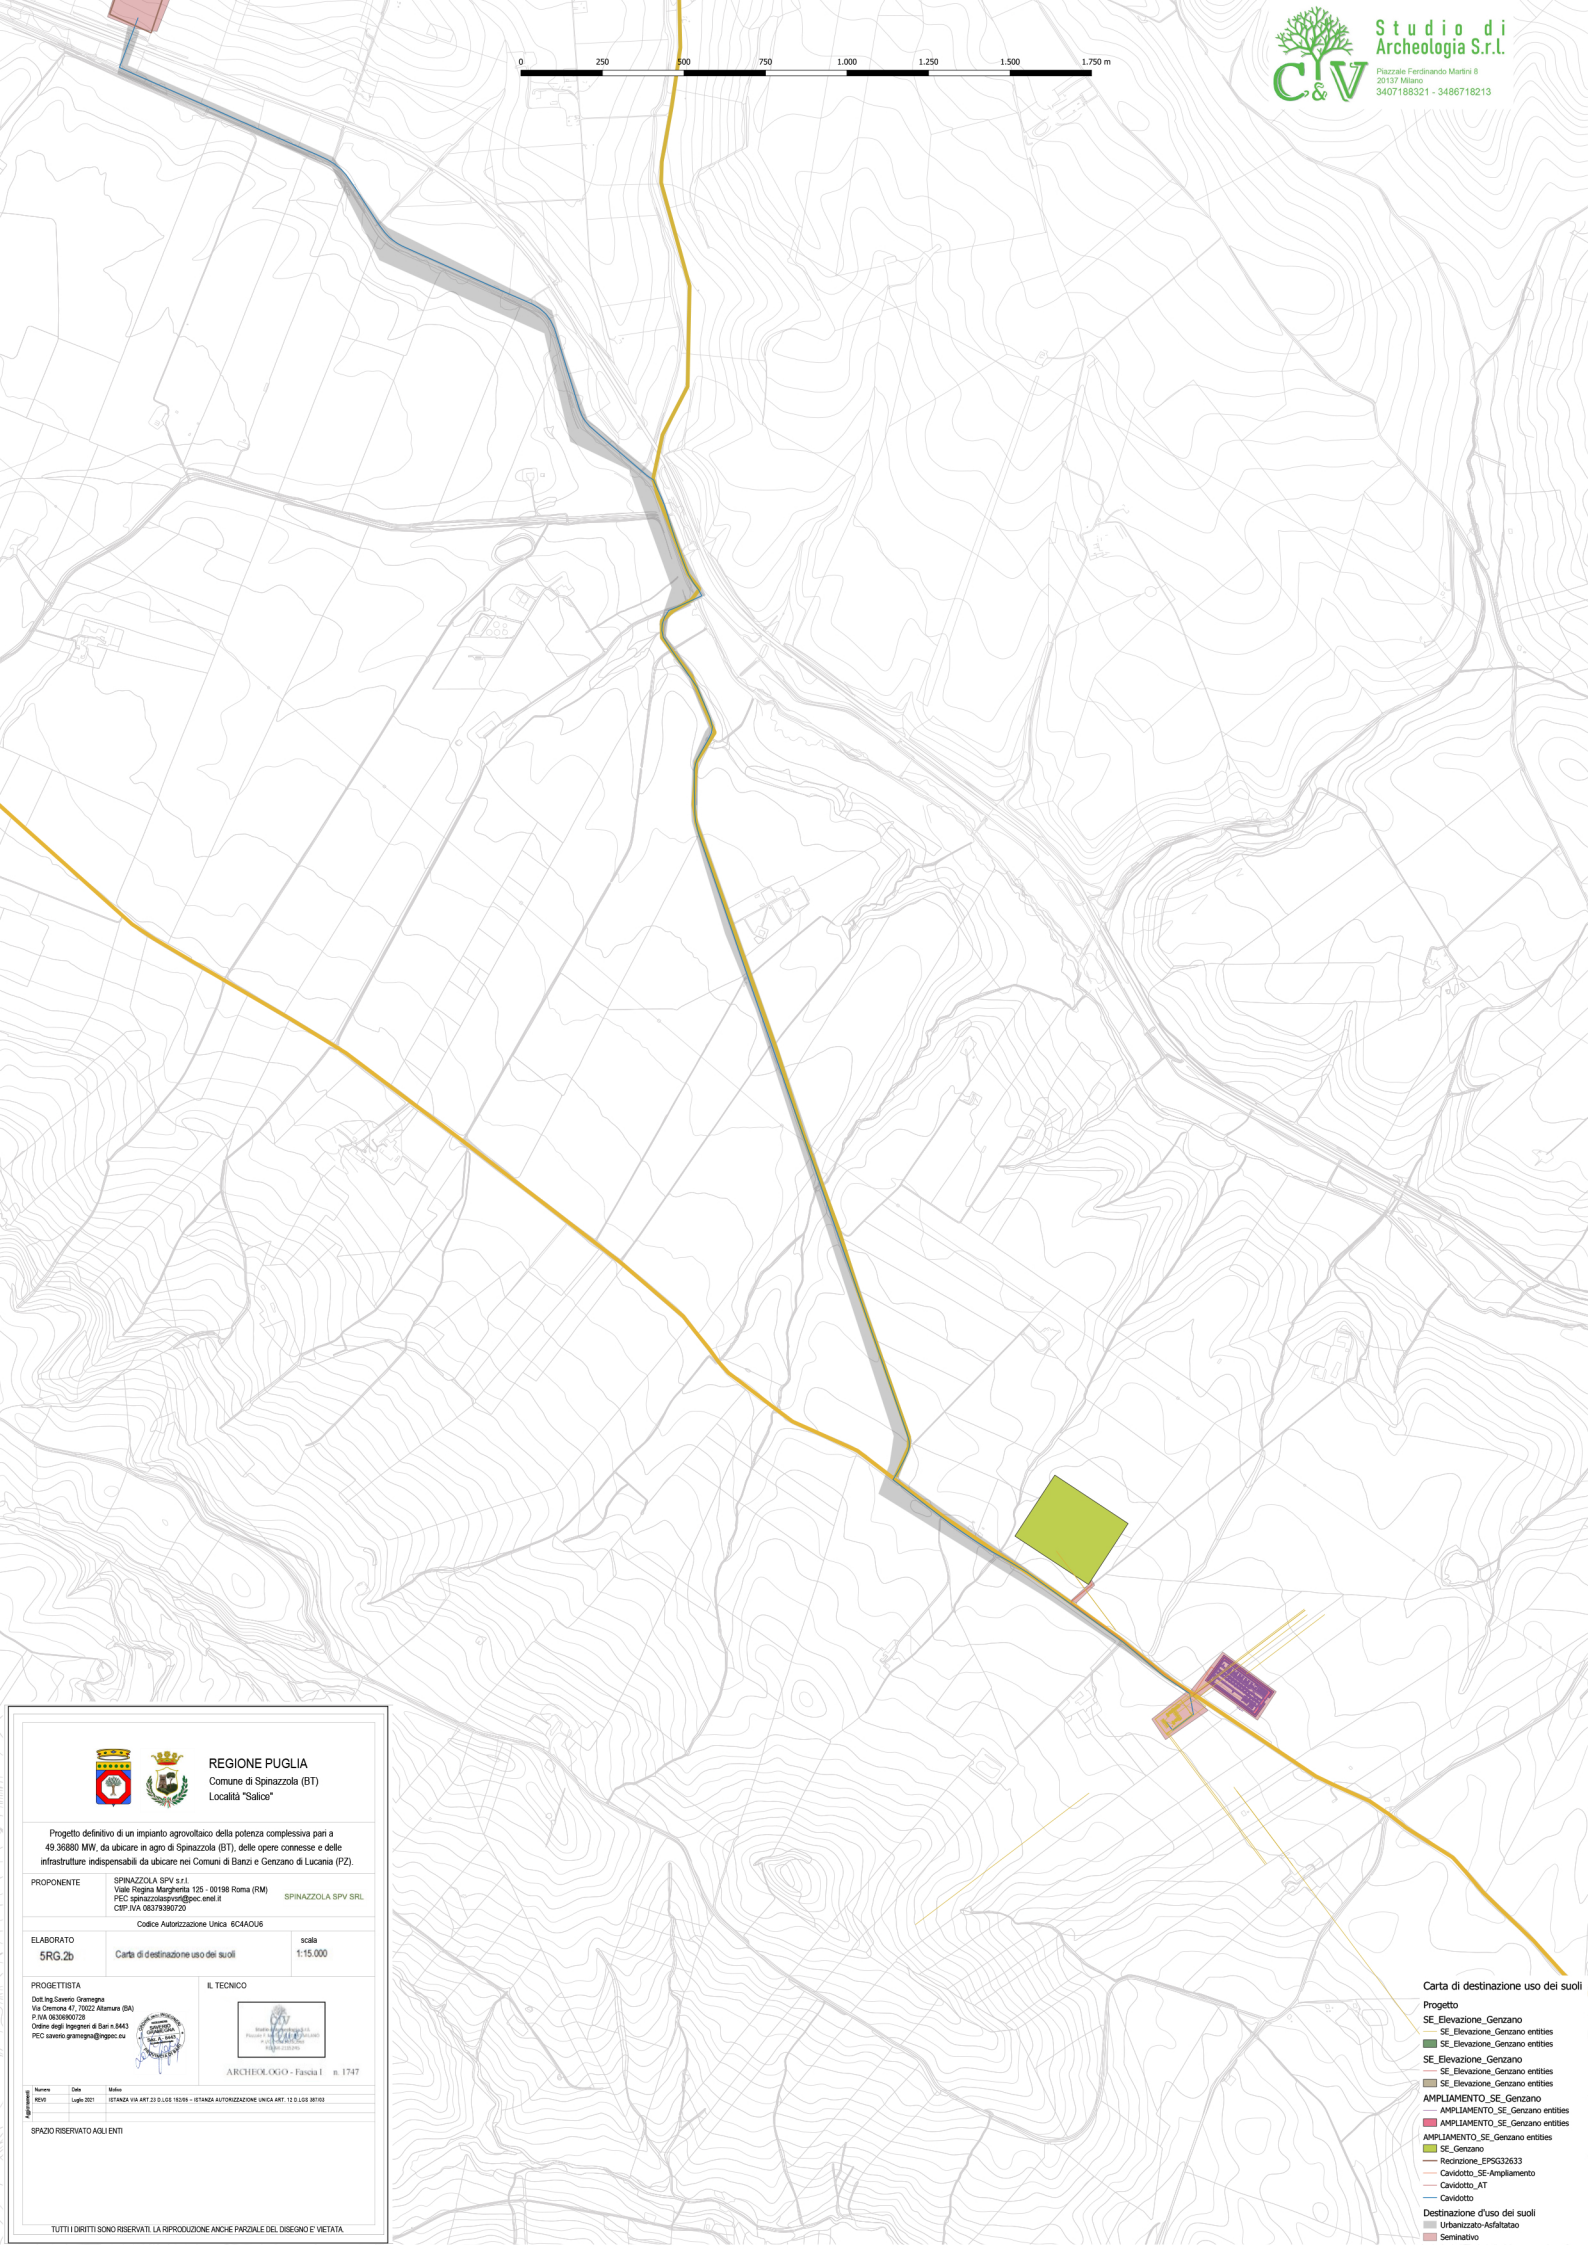 0 250 500 750 1.000 1.250 1.500 1.750 m
Studio di
Archeologia S.r.l.
C&V
Piazzale Ferdinando Martini 8
20137 Milano
3407188321 - 3486718213
REGIONE PUGLIA
Comune di Spinazzola (BT)
Località "Salice"
Progetto definitivo di un impianto agrovoltaico della potenza complessiva pari a
49.36880 MW, da ubicare in agro di Spinazzola (BT), delle opere connesse e delle
infrastrutture indispensabili da ubicare nei Comuni di Banzi e Genzano di Lucania (PZ).
PROPONENTE
SPINAZZOLA SPV s.r.l.
Viale Regina Margherita 125 - 00198 Roma (RM)
PEC spinazzolaspvsrl@pec.enel.it
Cf/P.IVA 08379390720
SPINAZZOLA SPV SRL
Codice Autorizzazione Unica 6C4AOU6
ELABORATO
5RG.2b
Carta di destinazione uso dei suoli
scala
1:15.000
PROGETTISTA
Dott.Ing.Saverio Gramegna
Via Cremona 47, 70022 Altamura (BA)
P.IVA 06306900728
Ordine degli Ingegneri di Bari n.8443
PEC saverio.gramegna@ingpec.eu
IL TECNICO
ARCHEOLOGO - Fascia I n. 1747
Aggiornamenti
Numero Data Motivo
REV0 Luglio 2021 ISTANZA VIA ART.23 D.LGS 152/06 – ISTANZA AUTORIZZAZIONE UNICA ART. 12 D.LGS 387/03
SPAZIO RISERVATO AGLI ENTI
TUTTI I DIRITTI SONO RISERVATI. LA RIPRODUZIONE ANCHE PARZIALE DEL DISEGNO E' VIETATA.
Carta di destinazione uso dei suoli
Progetto
SE_Elevazione_Genzano
SE_Elevazione_Genzano entities
SE_Elevazione_Genzano entities
SE_Elevazione_Genzano
SE_Elevazione_Genzano entities
SE_Elevazione_Genzano entities
AMPLIAMENTO_SE_Genzano
AMPLIAMENTO_SE_Genzano entities
AMPLIAMENTO_SE_Genzano entities
AMPLIAMENTO_SE_Genzano entities
SE_Genzano
Recinzione_EPSG32633
Cavidotto_SE-Ampliamento
Cavidotto_AT
Cavidotto
Destinazione d'uso dei suoli
Urbanizzato-Asfaltatao
Seminativo